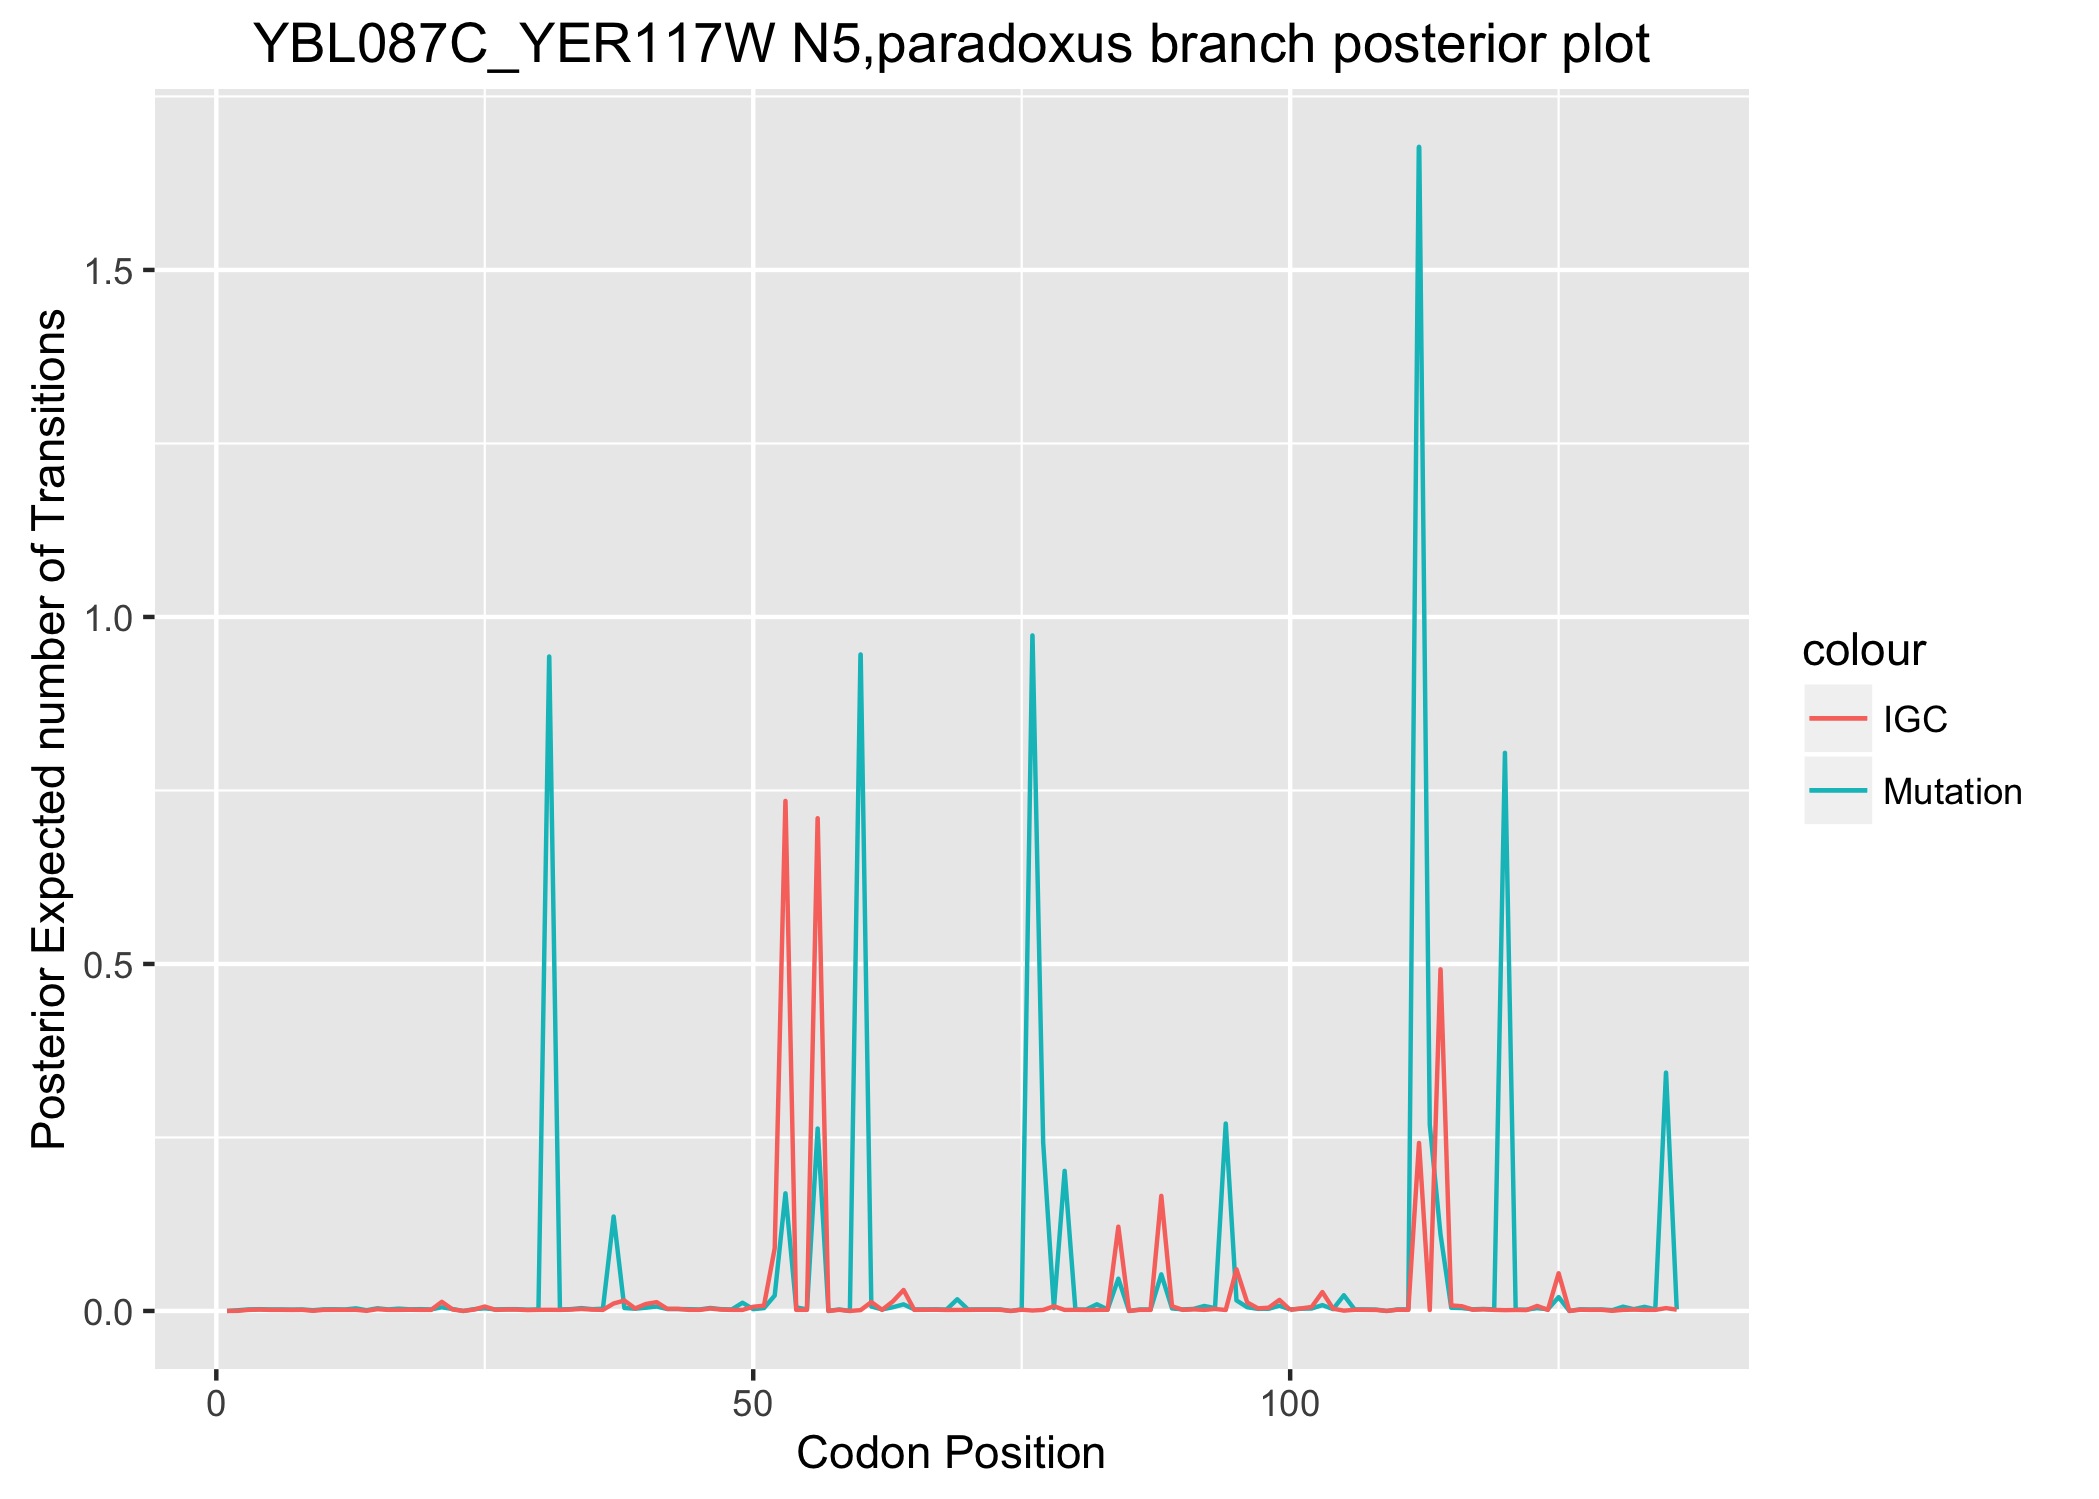 YBL087C_YER117W N5,paradoxus branch posterior plot
Posterior Expected number of Transitions
1.5
1.0
0.5
0.0
0
50
100
Codon Position
colour
IGC
Mutation